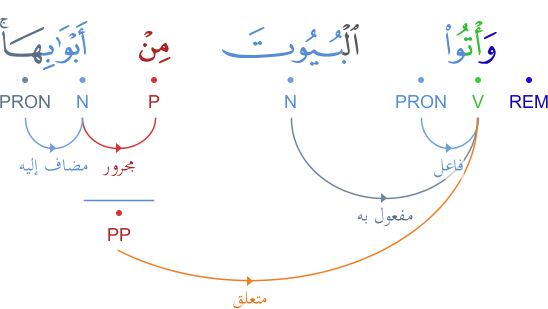 وَأْتُوا۟ ٱلْبُيُوتَ مِنْ أَبْوَٰبِهَا ۚ
REM V PRON N P N PRON
فاعل مجرور مضاف إليه
مفعول به
PP
متعلق